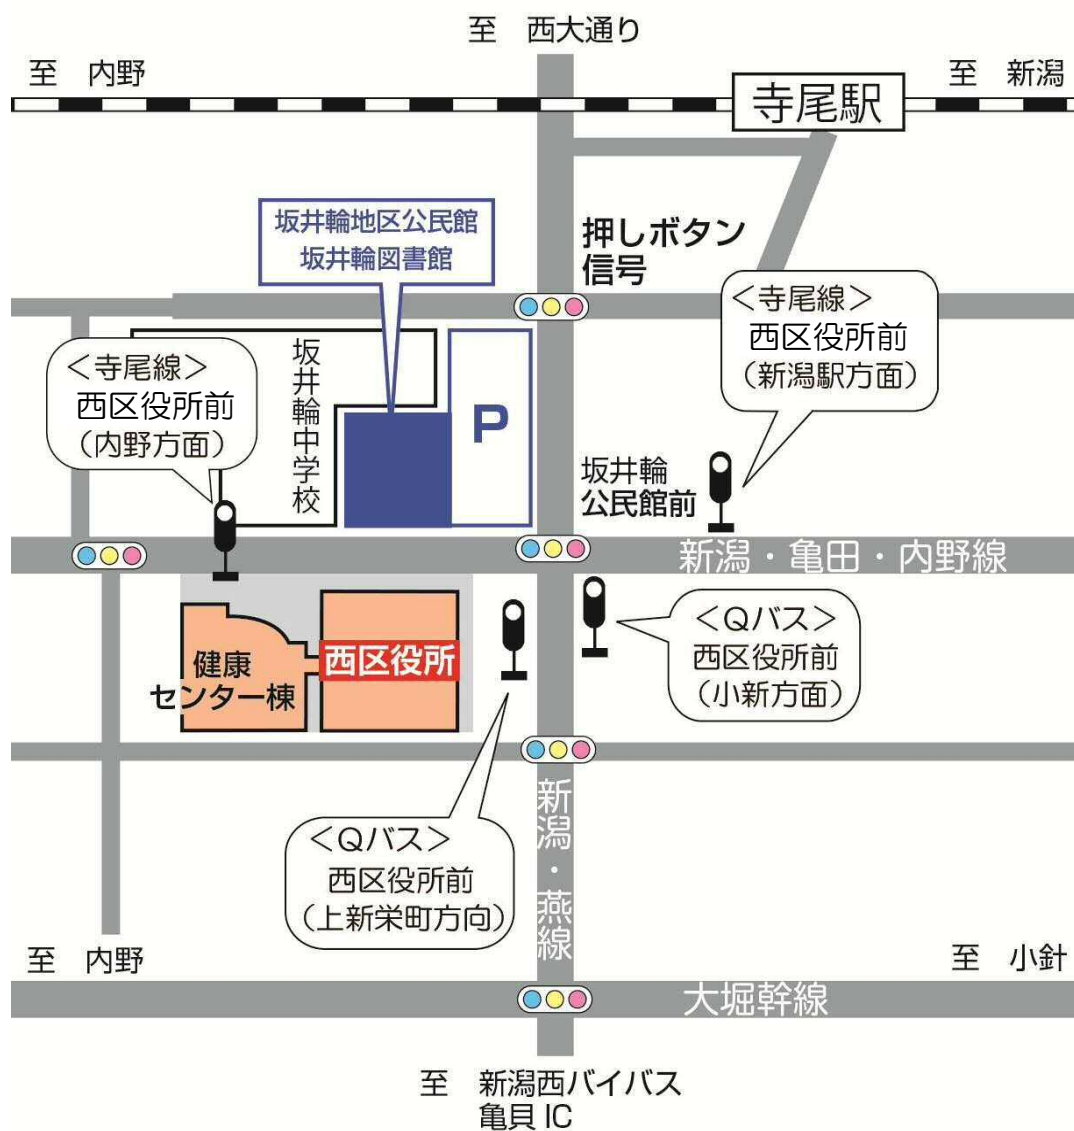 至　西大通り
至　内野
至　新潟
寺尾駅
坂井輪地区公民館
坂井輪図書館
押しボタン
信号
＜寺尾線＞
西区役所前
（新潟駅方面）
＜寺尾線＞
西区役所前
（内野方面）
坂井輪中学校
P
坂井輪
公民館前
新潟・亀田・内野線
健康
センター棟
西区役所
＜Qバス＞
西区役所前
（小新方面）
＜Qバス＞
西区役所前
（上新栄町方向）
新潟・燕線
至　内野
至　小針
大堀幹線
至　新潟西バイパス
亀貝 IC